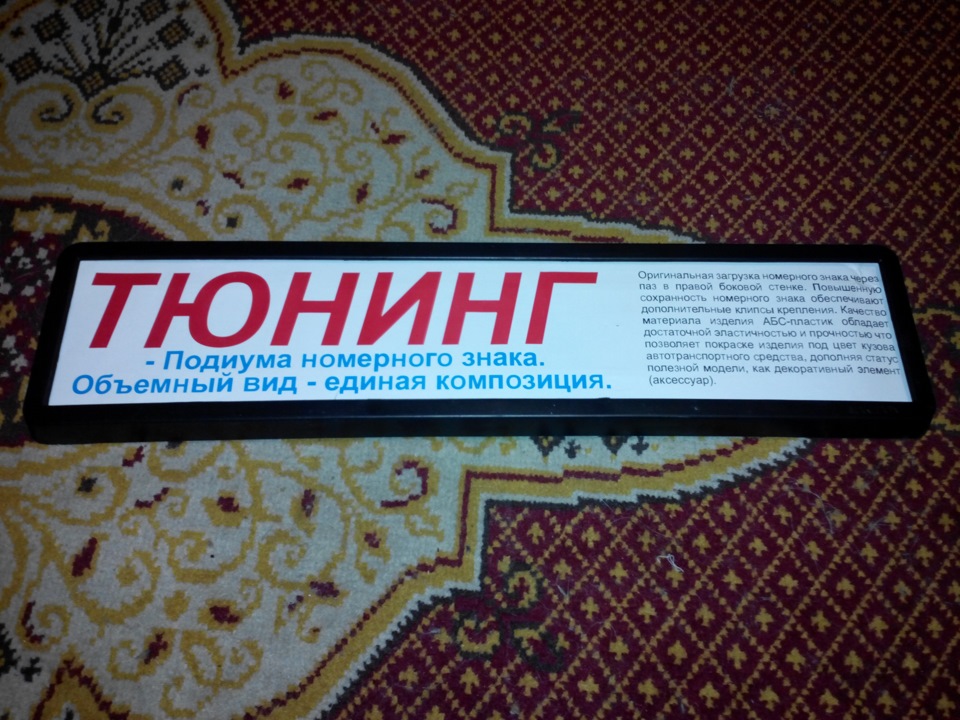 ТЮНИНГ
- Подиума номерного знака.
Объемный вид - единая композиция.
Оригинальная загрузка номерного знака через
паз в правой боковой стенке. Повышенную
сохранность номерного знака обеспечивают
дополнительные клипсы крепления. Качество
материала изделия АБС-пластик обладает
достаточной эластичностью и прочностью что
позволяет покраске изделия под цвет кузова
автотранспортного средства, дополняя статус
полезной модели, как декоративный элемент
(аксессуар).